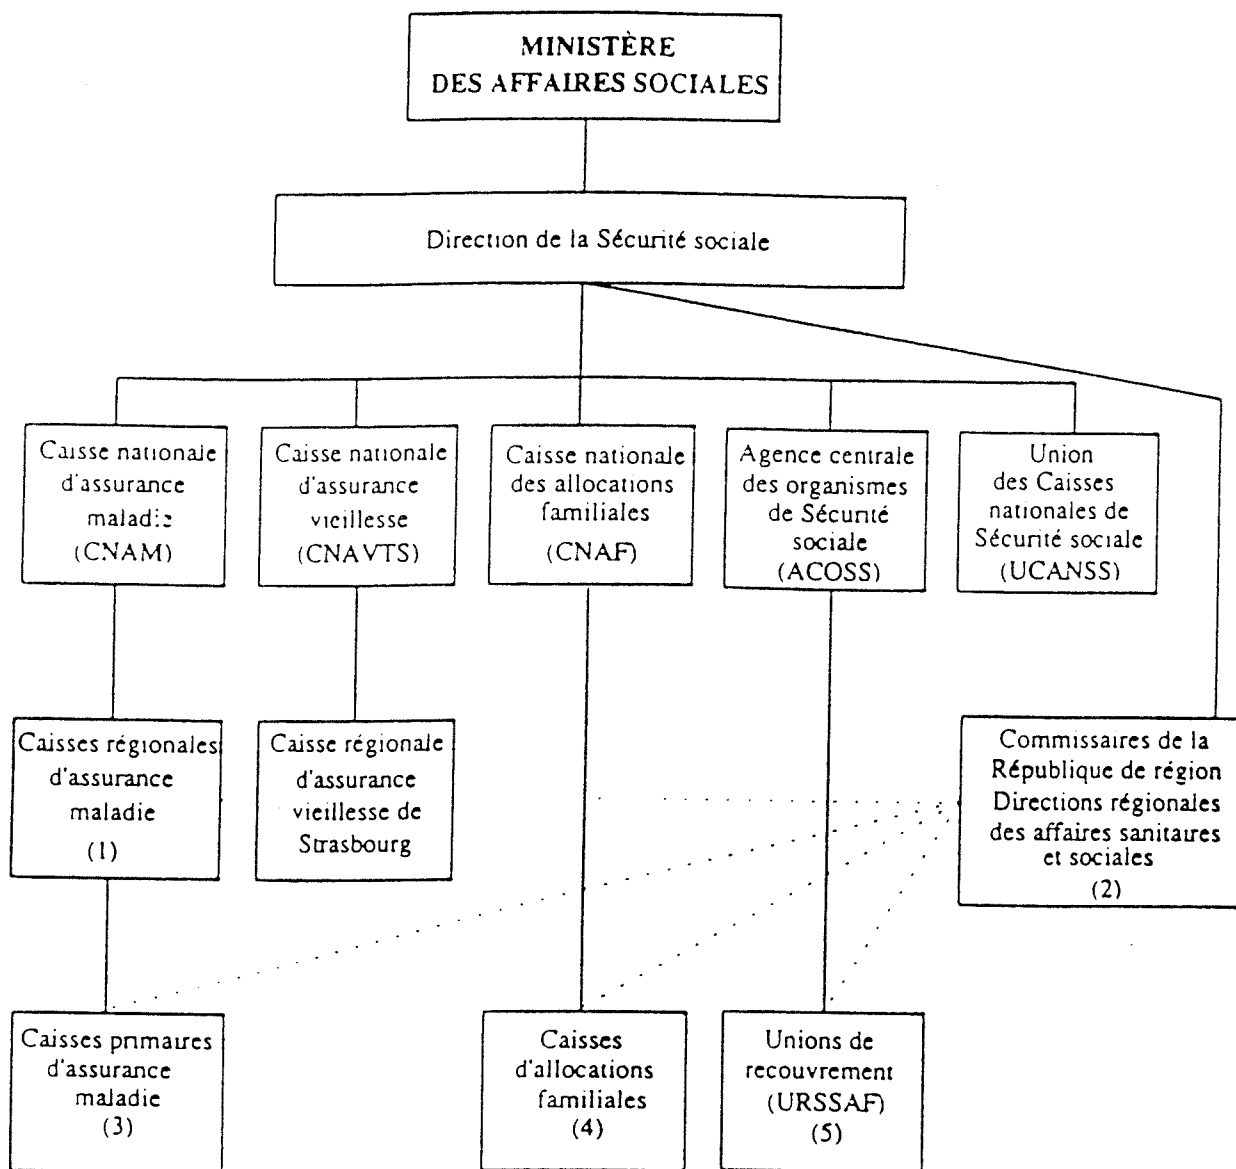 MINISTÈRE
DES AFFAIRES SOCIALES
Direction de la Sécurité sociale
Caisse nationale
d'assurance
maladie
(CNAM)
Caisse nationale
d'assurance
vieillesse
(CNAVTS)
Caisse nationale
des allocations
familiales
(CNAF)
Agence centrale
des organismes
de Sécurité
sociale
(ACOSS)
Union
des Caisses
nationales de
Sécurité sociale
(UCANSS)
Caisses régionales
d'assurance
maladie
(1)
Caisse régionale
d'assurance
vieillesse de
Strasbourg
Commissaires de la
République de région
Directions régionales
des affaires sanitaires
et sociales
(2)
Caisses primaires
d'assurance
maladie
(3)
Caisses
d'allocations
familiales
(4)
Unions de
recouvrement
(URSSAF)
(5)